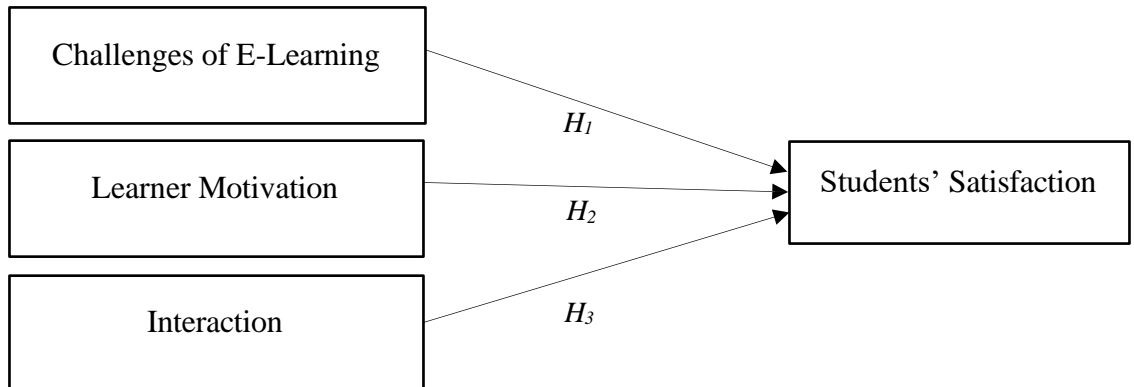 Challenges of E-Learning
H₁
Learner Motivation
Students’ Satisfaction
H₂
Interaction
H₃